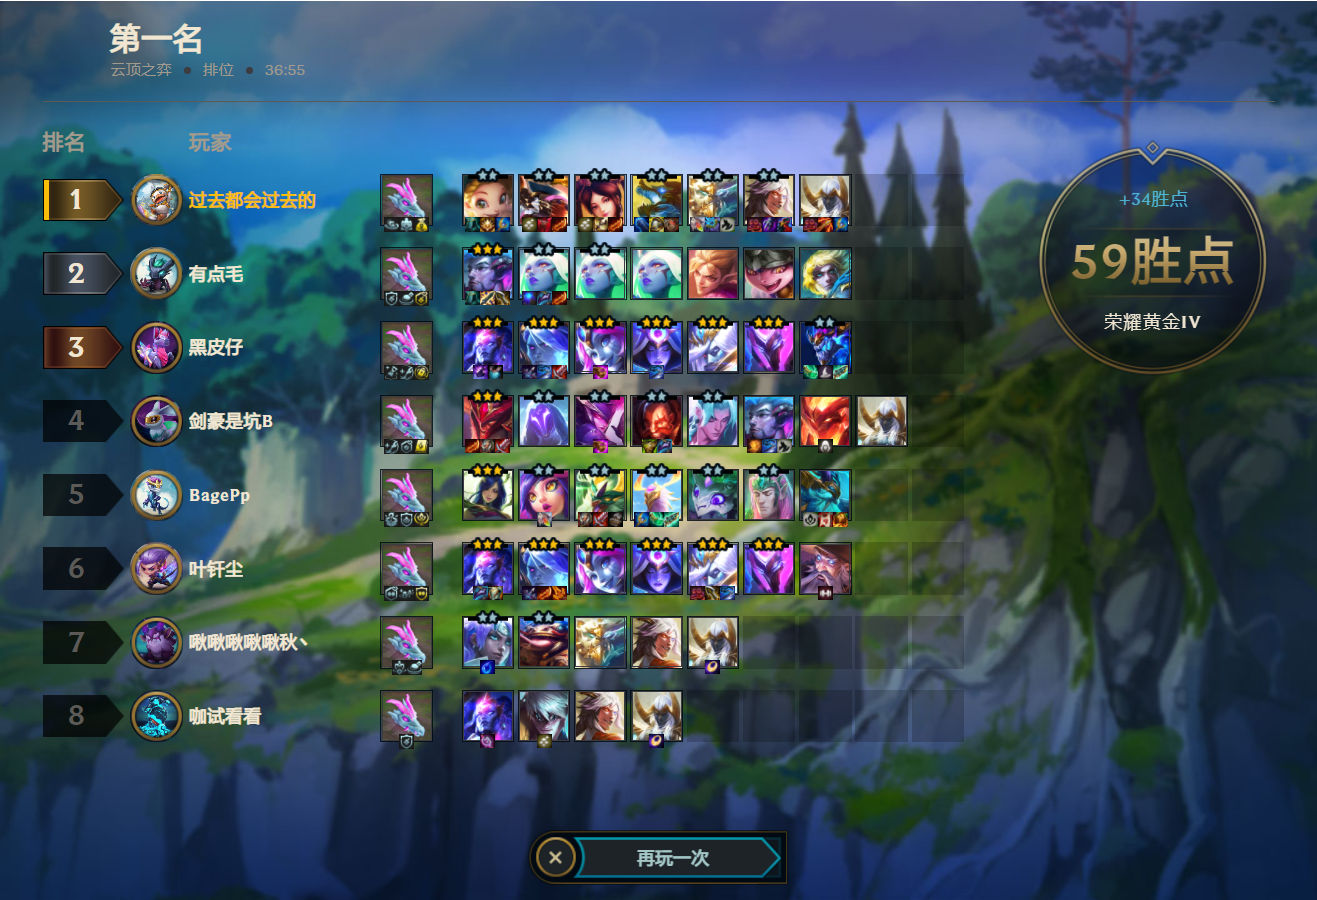 第一名
云顶之弈 ● 排位 ● 36:55
排名 玩家
1 过去都会过去的
2 有点毛
3 黑皮仔
4 剑豪是坑B
5 BagePp
6 叶钎尘
7 啾啾啾啾啾秋丶
8 咖试看看
+34胜点
59胜点
荣耀黄金IV
再玩一次